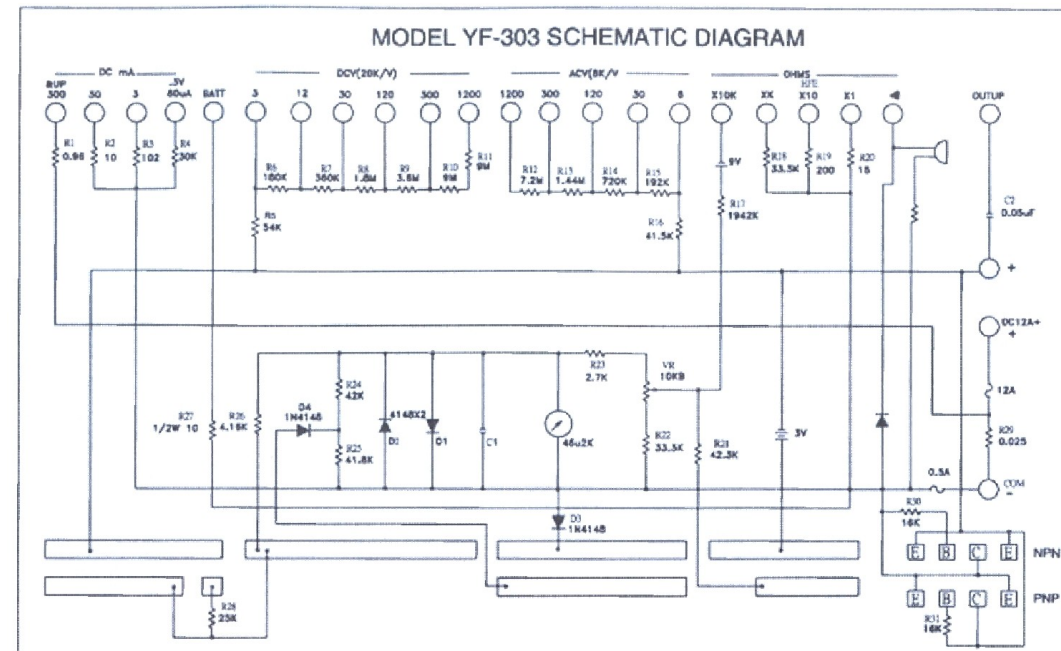 MODEL YF-303 SCHEMATIC DIAGRAM
DC mA
DCV(20K/V)
ACV(8K/V
OHMS
BUP
300
30
3
.3V
60uA
BATT
3
12
30
120
300
1200
1200
300
120
30
6
X10K
XK
HFE
X10
X1
OUTUP
R1
0.96
R2
10
R3
102
R4
30K
R6
180K
R7
360K
R8
1.8M
R9
3.6M
R10
9M
R11
9M
R12
7.2M
R13
1.44M
R14
720K
R15
192K
9V
R18
33.5K
R19
200
R20
18
C2
0.05uF
R5
54K
R16
41.5K
R17
1942K
+
DC12A+
+
R23
2.7K
VR
10KB
12A
R24
42K
D4
1N4148
4148X2
R27
1/2W 10
R26
4.16K
D2
D1
C1
46u2K
R22
33.5K
R21
42.3K
3V
R29
0.025
R25
41.8K
0.5A
COM
-
D3
1N4148
R30
16K
E B C E NPN
E B C E PNP
R28
25K
R31
16K